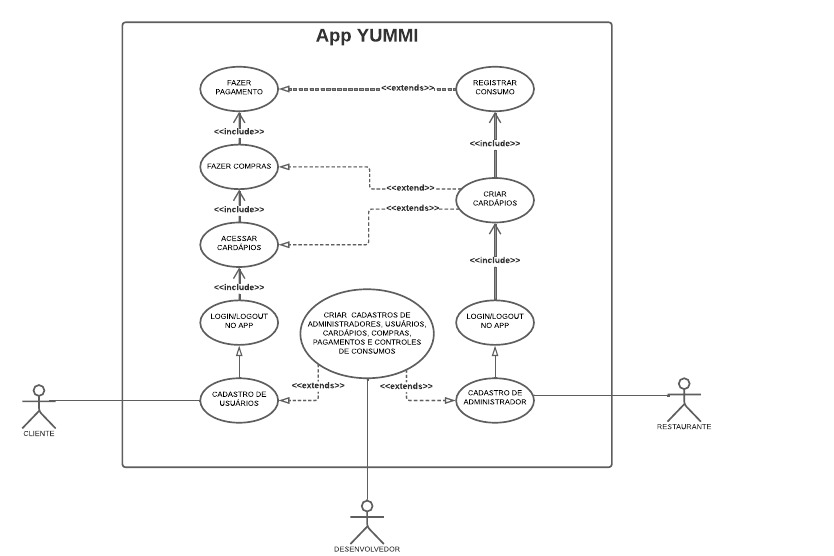 App YUMMI
FAZER
PAGAMENTO
<<extends>>
REGISTRAR
CONSUMO
<<include>>
<<include>>
FAZER COMPRAS
<<extend>>
CRIAR
CARDÁPIOS
<<include>>
<<extends>>
ACESSAR
CARDÁPIOS
<<include>>
<<include>>
LOGIN/LOGOUT
NO APP
CRIAR CADASTROS DE
ADMINISTRADORES, USUÁRIOS,
CARDÁPIOS, COMPRAS,
PAGAMENTOS E CONTROLES
DE CONSUMOS
LOGIN/LOGOUT
NO APP
<<extends>>
<<extends>>
CADASTRO DE
USUÁRIOS
CADASTRO DE
ADMINISTRADOR
CLIENTE
RESTAURANTE
DESENVOLVEDOR